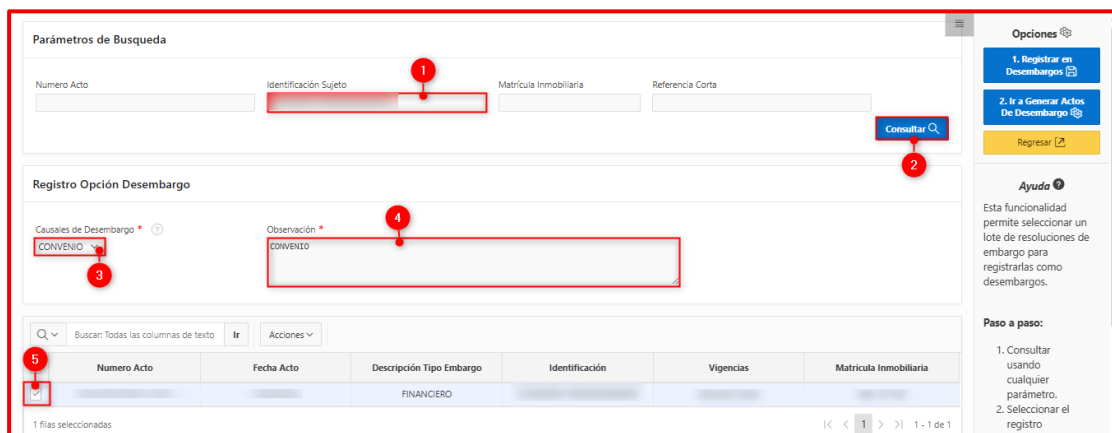 Parámetros de Busqueda
Numero Acto
Identificación Sujeto
Matrícula Inmobiliaria
Referencia Corta
1
Consultar
2
Registro Opción Desembargo
Causales de Desembargo *
?
Observación *
4
CONVENIO
CONVENIO
3
Buscar: Todas las columnas de texto
Ir
Acciones
5
Numero Acto
Fecha Acto
Descripción Tipo Embargo
Identificación
Vigencias
Matricula Inmobiliaria
FINANCIERO
1 filas seleccionadas
1
1 - 1 de 1
Opciones
1. Registrar en
Desembargos
2. Ir a Generar Actos
De Desembargo
Regresar
Ayuda ?
Esta funcionalidad
permite seleccionar un
lote de resoluciones de
embargo para
registrarlas como
desembargos.
Paso a paso:
1. Consultar
usando
cualquier
parámetro.
2. Seleccionar el
registro